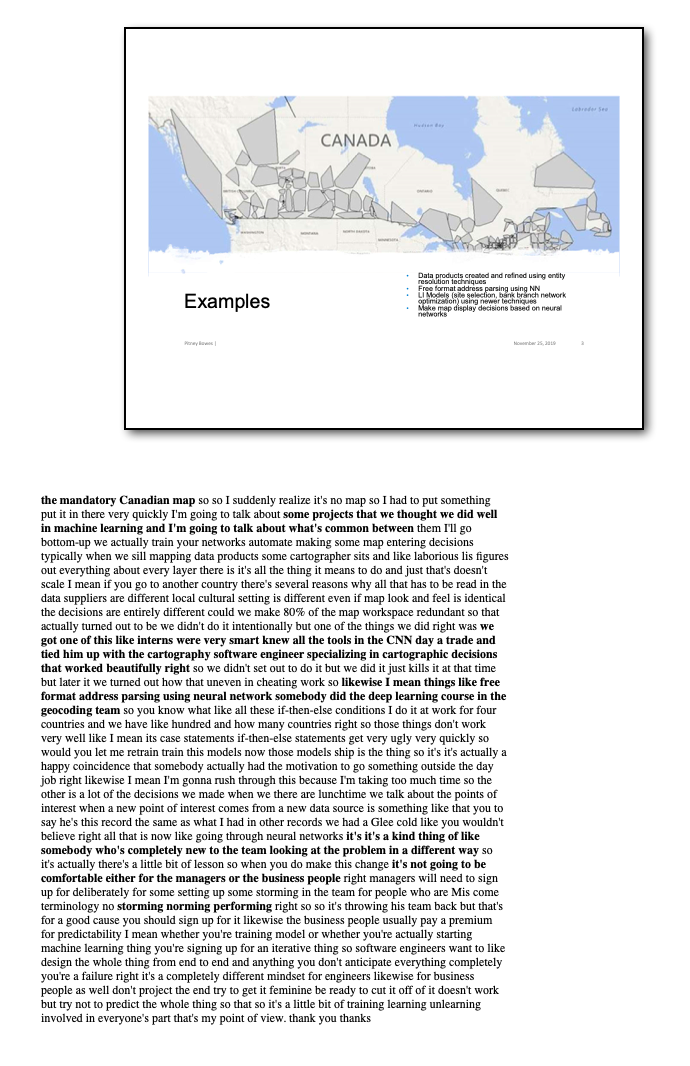 Labrador Sea
Hudson Bay
CANADA
BRITISH COLUMBIA
ONTARIO
QUEBEC
WASHINGTON
MONTANA
NORTH DAKOTA
MINNESOTA
Examples
• Data products created and refined using entity
resolution techniques
• Free format address parsing using NN
• LI Models (site selection, bank branch network
optimization) using newer techniques
• Make map display decisions based on neural
networks
Pitney Bowes |
November 25, 2019
3
the mandatory Canadian map so so I suddenly realize it's no map so I had to put something
put it in there very quickly I'm going to talk about some projects that we thought we did well
in machine learning and I'm going to talk about what's common between them I'll go
bottom-up we actually train your networks automate making some map entering decisions
typically when we sill mapping data products some cartographer sits and like laborious lis figures
out everything about every layer there is it's all the thing it means to do and just that's doesn't
scale I mean if you go to another country there's several reasons why all that has to be read in the
data suppliers are different local cultural setting is different even if map look and feel is identical
the decisions are entirely different could we make 80% of the map workspace redundant so that
actually turned out to be we didn't do it intentionally but one of the things we did right was we
got one of this like interns were very smart knew all the tools in the CNN day a trade and
tied him up with the cartography software engineer specializing in cartographic decisions
that worked beautifully right so we didn't set out to do it but we did it just kills it at that time
but later it we turned out how that uneven in cheating work so likewise I mean things like free
format address parsing using neural network somebody did the deep learning course in the
geocoding team so you know what like all these if-then-else conditions I do it at work for four
countries and we have like hundred and how many countries right so those things don't work
very well like I mean its case statements if-then-else statements get very ugly very quickly so
would you let me retrain train this models now those models ship is the thing so it's it's actually a
happy coincidence that somebody actually had the motivation to go something outside the day
job right likewise I mean I'm gonna rush through this because I'm taking too much time so the
other is a lot of the decisions we made when we there are lunchtime we talk about the points of
interest when a new point of interest comes from a new data source is something like that you to
say he's this record the same as what I had in other records we had a Glee cold like you wouldn't
believe right all that is now like going through neural networks it's it's a kind thing of like
somebody who's completely new to the team looking at the problem in a different way so
it's actually there's a little bit of lesson so when you do make this change it's not going to be
comfortable either for the managers or the business people right managers will need to sign
up for deliberately for some setting up some storming in the team for people who are Mis come
terminology no storming norming performing right so so it's throwing his team back but that's
for a good cause you should sign up for it likewise the business people usually pay a premium
for predictability I mean whether you're training model or whether you're actually starting
machine learning thing you're signing up for an iterative thing so software engineers want to like
design the whole thing from end to end and anything you don't anticipate everything completely
you're a failure right it's a completely different mindset for engineers likewise for business
people as well don't project the end try to get it feminine be ready to cut it off of it doesn't work
but try not to predict the whole thing so that so it's a little bit of training learning unlearning
involved in everyone's part that's my point of view. thank you thanks